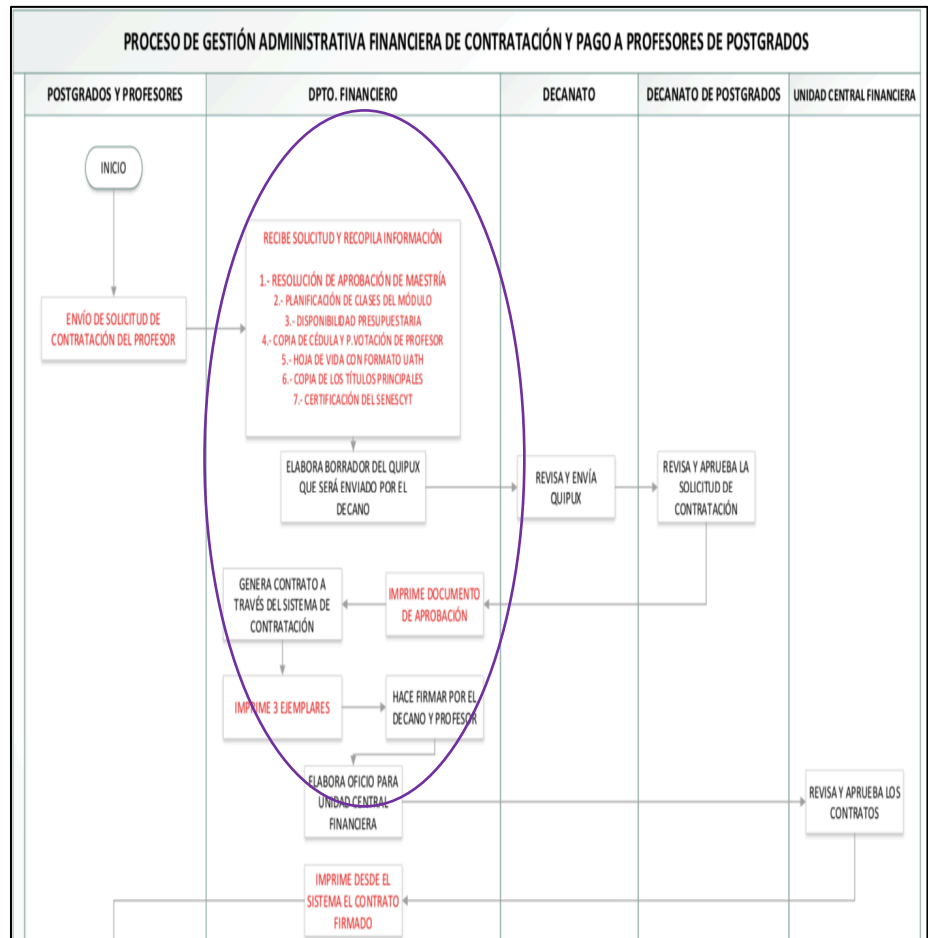 PROCESO DE GESTIÓN ADMINISTRATIVA FINANCIERA DE CONTRATACIÓN Y PAGO A PROFESORES DE POSTGRADOS
POSTGRADOS Y PROFESORES
DPTO. FINANCIERO
DECANATO
DECANATO DE POSTGRADOS
UNIDAD CENTRAL FINANCIERA
INICIO
ENVÍO DE SOLICITUD DE
CONTRATACIÓN DEL PROFESOR
RECIBE SOLICITUD Y RECOPILA INFORMACIÓN
1.- RESOLUCIÓN DE APROBACIÓN DE MAESTRÍA
2.- PLANIFICACIÓN DE CLASES DEL MÓDULO
3.- DISPONIBILIDAD PRESUPUESTARIA
4.- COPIA DE CÉDULA Y P.VOTACIÓN DE PROFESOR
5.- HOJA DE VIDA CON FORMATO UATH
6.- COPIA DE LOS TÍTULOS PRINCIPALES
7.- CERTIFICACIÓN DEL SENESCYT
ELABORA BORRADOR DEL QUIPUX
QUE SERÁ ENVIADO POR EL
DECANO
REVISA Y ENVÍA
QUIPUX
REVISA Y APRUEBA LA
SOLICITUD DE
CONTRATACIÓN
IMPRIME DOCUMENTO
DE APROBACIÓN
GENERA CONTRATO A
TRAVÉS DEL SISTEMA DE
CONTRATACIÓN
IMPRIME 3 EJEMPLARES
HACE FIRMAR POR EL
DECANO Y PROFESOR
ELABORA OFICIO PARA
UNIDAD CENTRAL
FINANCIERA
REVISA Y APRUEBA LOS
CONTRATOS
IMPRIME DESDE EL
SISTEMA EL CONTRATO
FIRMADO